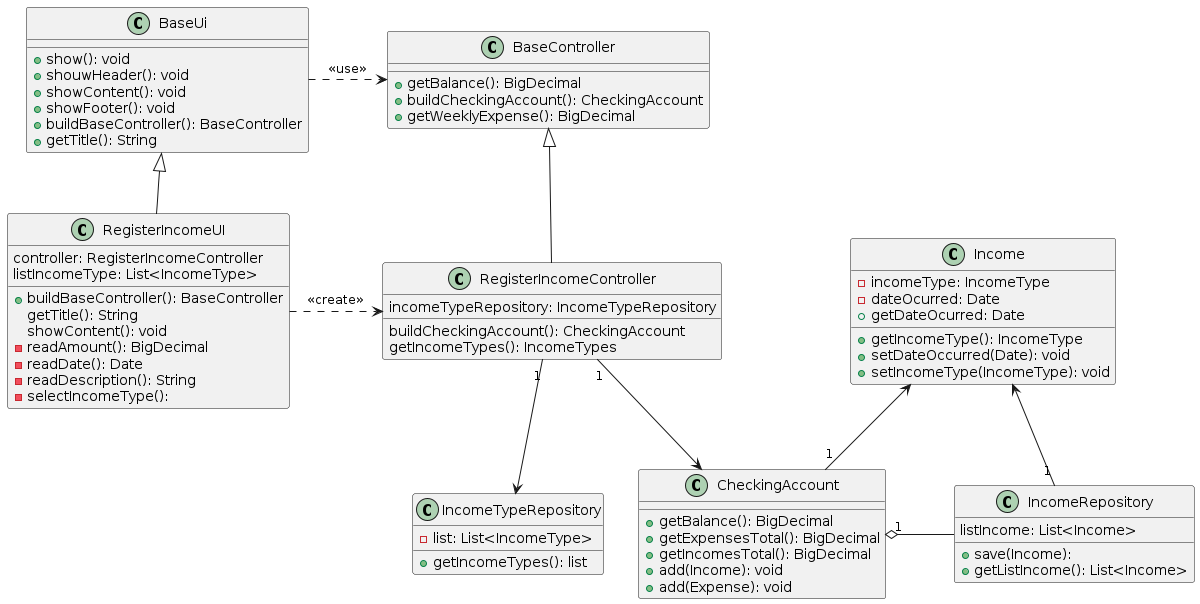 C BaseUi
show(): void
shouwHeader(): void
showContent(): void
showFooter(): void
buildBaseController(): BaseController
getTitle(): String
«use»
C BaseController
getBalance(): BigDecimal
buildCheckingAccount(): CheckingAccount
getWeeklyExpense(): BigDecimal
C RegisterIncomeUI
controller: RegisterIncomeController
listIncomeType: List<IncomeType>
buildBaseController(): BaseController
getTitle(): String
showContent(): void
readAmount(): BigDecimal
readDate(): Date
readDescription(): String
selectIncomeType():
«create»
C RegisterIncomeController
incomeTypeRepository: IncomeTypeRepository
buildCheckingAccount(): CheckingAccount
getIncomeTypes(): IncomeTypes
1
1
C Income
incomeType: IncomeType
dateOcurred: Date
getDateOcurred: Date
getIncomeType(): IncomeType
setDateOccurred(Date): void
setIncomeType(IncomeType): void
1
1
C IncomeTypeRepository
list: List<IncomeType>
getIncomeTypes(): list
C CheckingAccount
getBalance(): BigDecimal
getExpensesTotal(): BigDecimal
getIncomesTotal(): BigDecimal
add(Income): void
add(Expense): void
1
C IncomeRepository
listIncome: List<Income>
save(Income):
getListIncome(): List<Income>